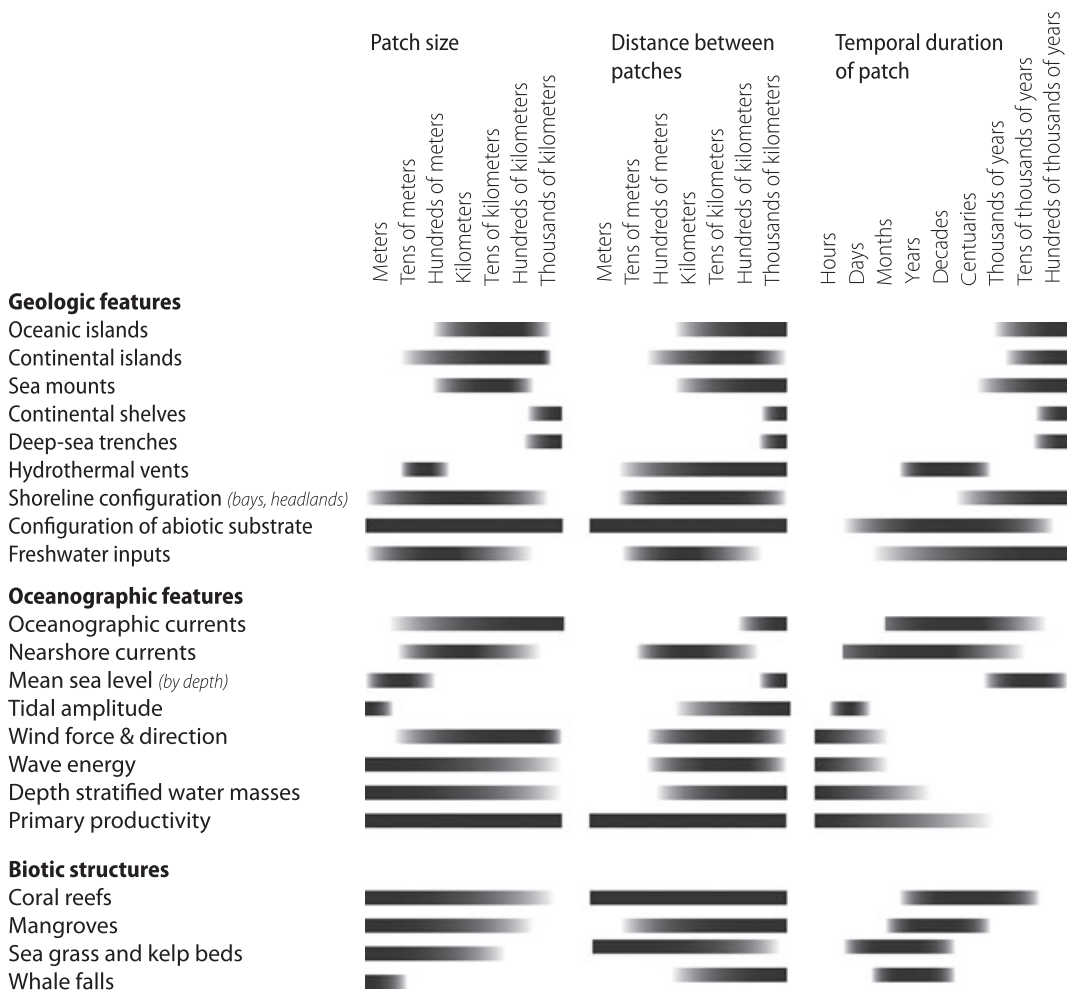 Patch size
Distance between
patches
Temporal duration
of patch
Meters
Tens of meters
Hundreds of meters
Kilometers
Tens of kilometers
Hundreds of kilometers
Thousands of kilometers
Meters
Tens of meters
Hundreds of meters
Kilometers
Tens of kilometers
Hundreds of kilometers
Thousands of kilometers
Hours
Days
Months
Years
Decades
Centuaries
Thousands of years
Tens of thousands of years
Hundreds of thousands of years
Geologic features
Oceanic islands
Continental islands
Sea mounts
Continental shelves
Deep-sea trenches
Hydrothermal vents
Shoreline configuration (bays, headlands)
Configuration of abiotic substrate
Freshwater inputs
Oceanographic features
Oceanographic currents
Nearshore currents
Mean sea level (by depth)
Tidal amplitude
Wind force & direction
Wave energy
Depth stratified water masses
Primary productivity
Biotic structures
Coral reefs
Mangroves
Sea grass and kelp beds
Whale falls